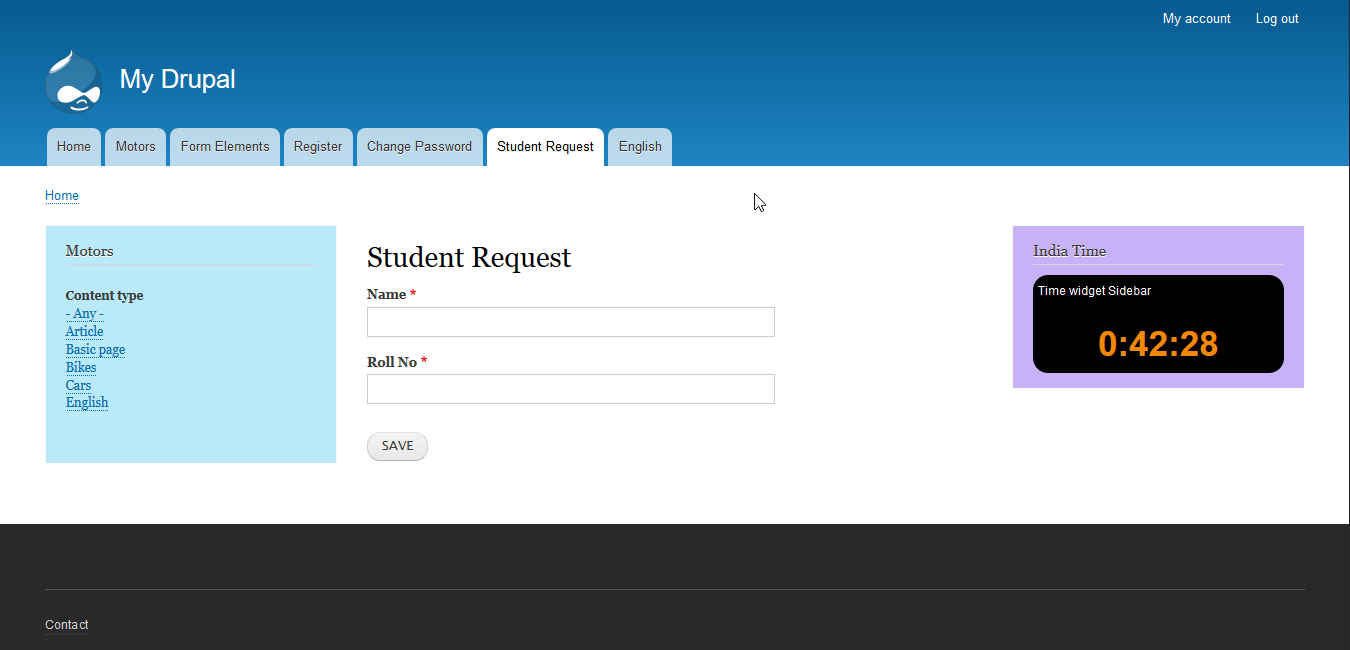 My account Log out
My Drupal
Home Motors Form Elements Register Change Password Student Request English
Home
Motors
Content type
- Any -
Article
Basic page
Bikes
Cars
English
Student Request
Name *
Roll No *
SAVE
India Time
Time widget Sidebar
0:42:28
Contact